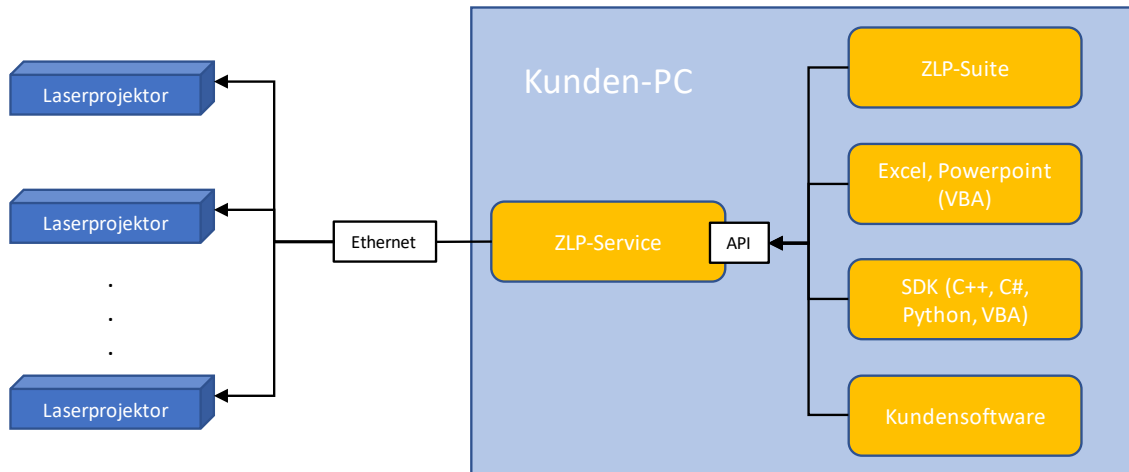 Laserprojektor
Laserprojektor
.
.
.
Laserprojektor
Ethernet
Kunden-PC
ZLP-Service
API
ZLP-Suite
Excel, Powerpoint
(VBA)
SDK (C++, C#,
Python, VBA)
Kundensoftware